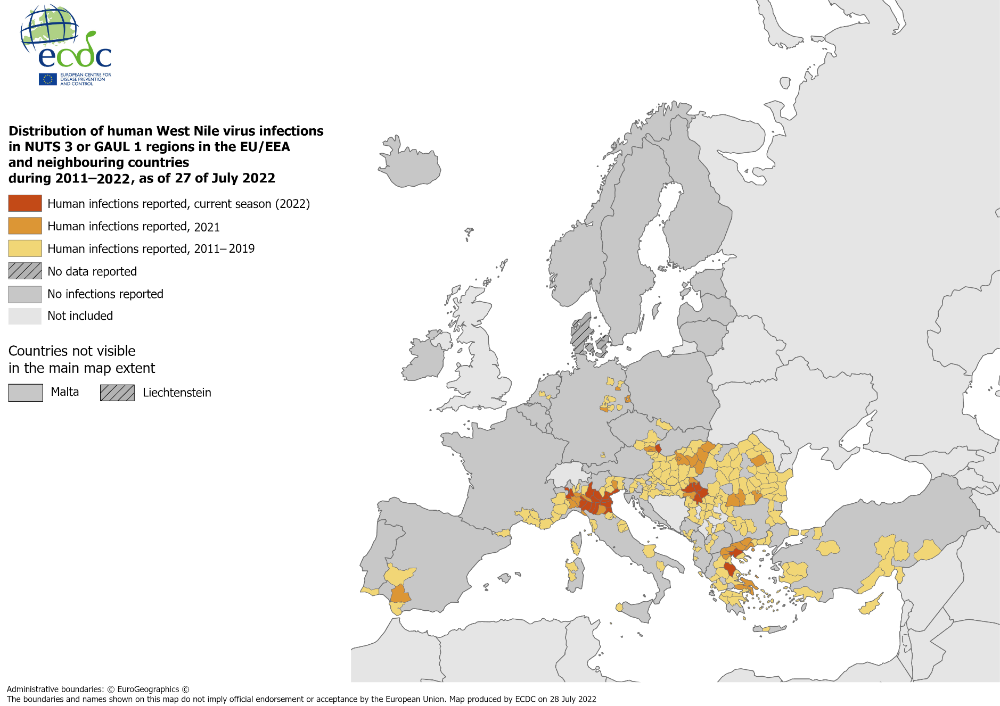 ecdc
EUROPEAN CENTRE FOR
DISEASE PREVENTION
AND CONTROL
Distribution of human West Nile virus infections
in NUTS 3 or GAUL 1 regions in the EU/EEA
and neighbouring countries
during 2011–2022, as of 27 of July 2022
Human infections reported, current season (2022)
Human infections reported, 2021
Human infections reported, 2011–2019
No data reported
No infections reported
Not included
Countries not visible
in the main map extent
Malta
Liechtenstein
Administrative boundaries: © EuroGeographics ©
The boundaries and names shown on this map do not imply official endorsement or acceptance by the European Union. Map produced by ECDC on 28 July 2022